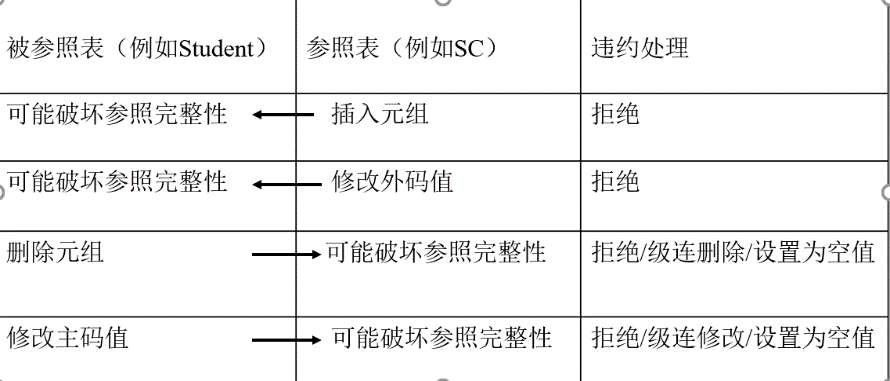 被参照表（例如Student） 参照表（例如SC） 违约处理
可能破坏参照完整性 插入元组 拒绝
可能破坏参照完整性 修改外码值 拒绝
删除元组 可能破坏参照完整性 拒绝/级连删除/设置为空值
修改主码值 可能破坏参照完整性 拒绝/级连修改/设置为空值